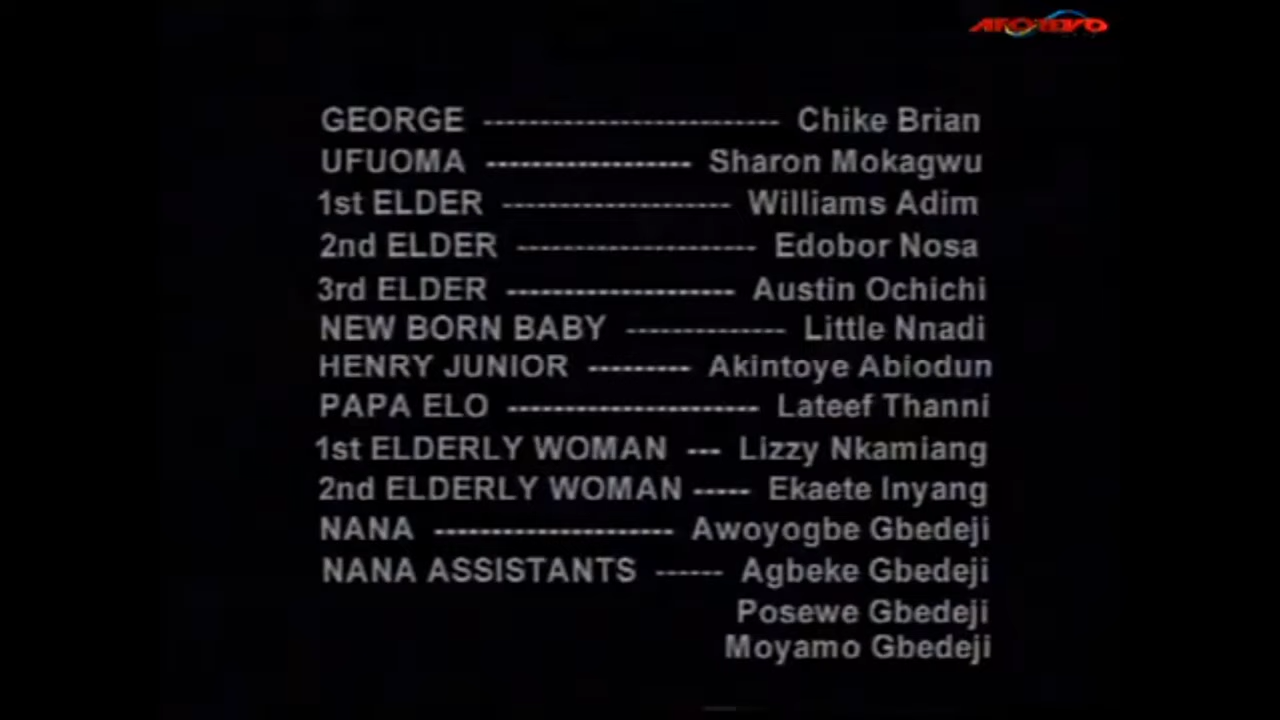 GEORGE -------------------------- Chike Brian
UFUOMA ------------------ Sharon Mokagwu
1st ELDER -------------------- Williams Adim
2nd ELDER --------------------- Edobor Nosa
3rd ELDER -------------------- Austin Ochichi
NEW BORN BABY -------------- Little Nnadi
HENRY JUNIOR --------- Akintoye Abiodun
PAPA ELO ---------------------- Lateef Thanni
1st ELDERLY WOMAN --- Lizzy Nkamiang
2nd ELDERLY WOMAN ----- Ekaete Inyang
NANA --------------------- Awoyogbe Gbedeji
NANA ASSISTANTS ------ Agbeke Gbedeji
Posewe Gbedeji
Moyamo Gbedeji